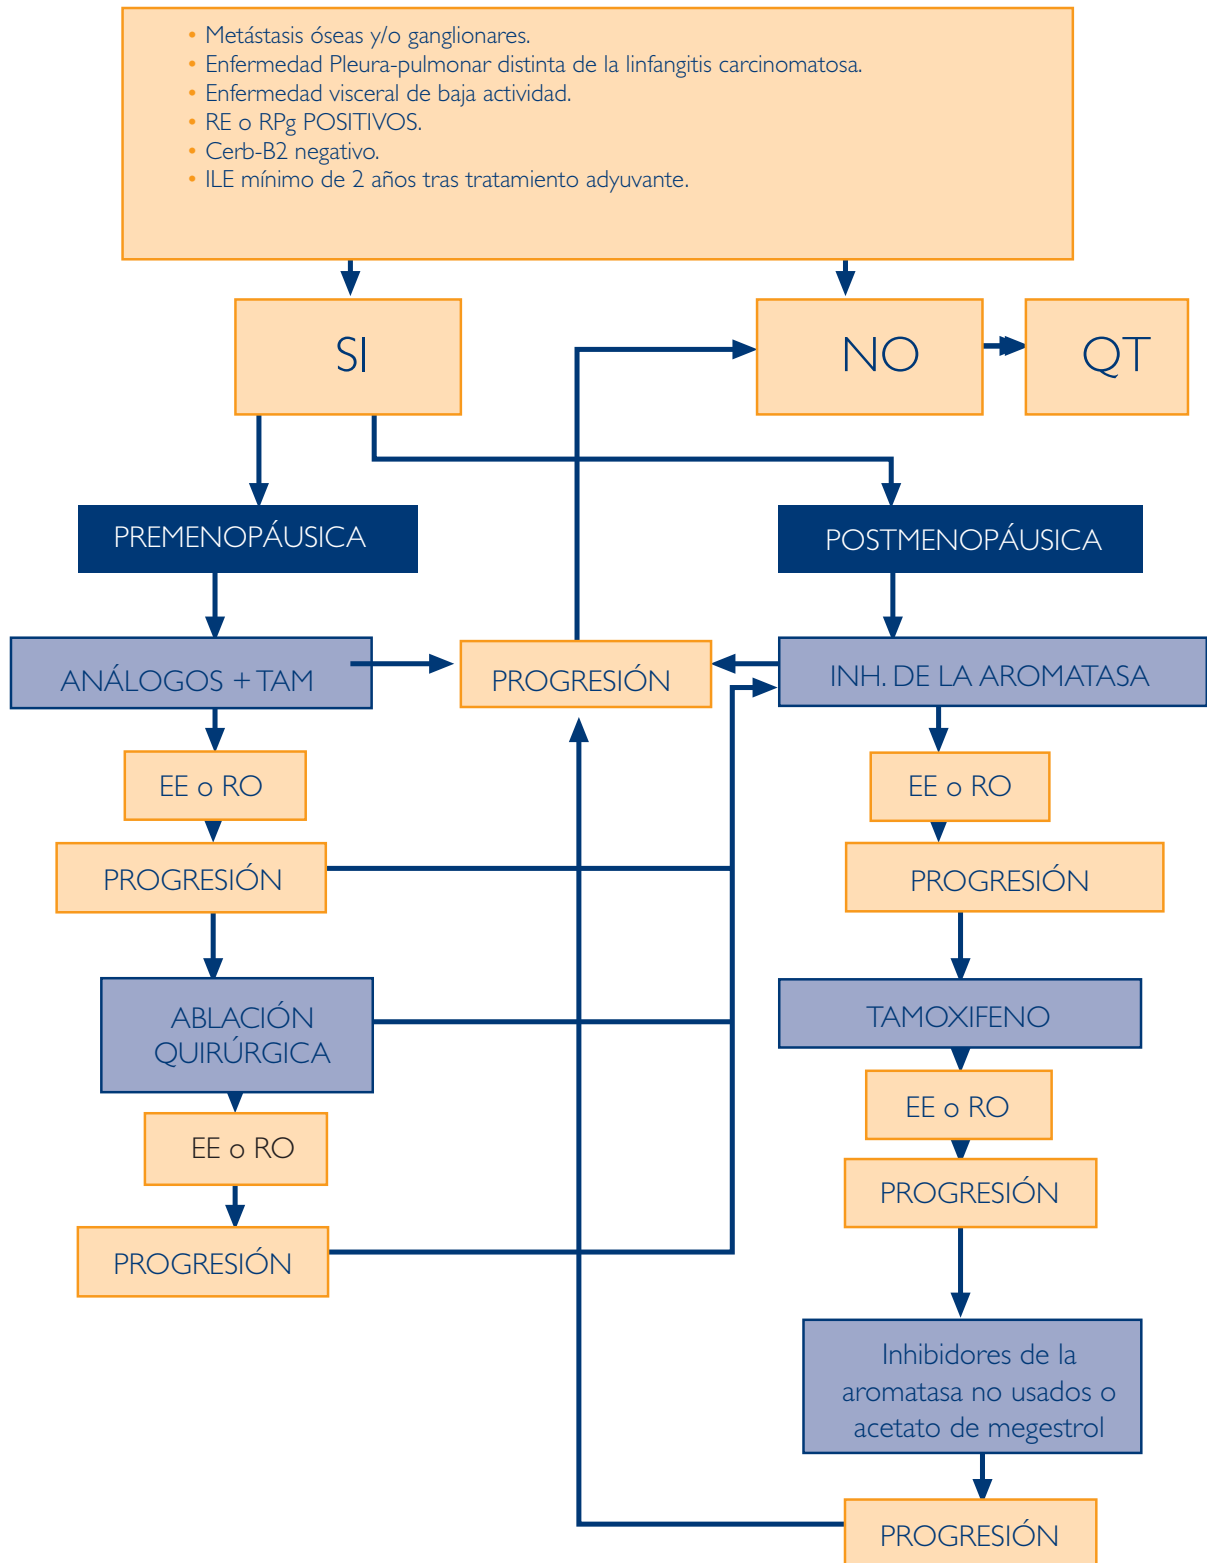 • Metástasis óseas y/o ganglionares.
• Enfermedad Pleura-pulmonar distinta de la linfangitis carcinomatosa.
• Enfermedad visceral de baja actividad.
• RE o RPg POSITIVOS.
• Cerb-B2 negativo.
• ILE mínimo de 2 años tras tratamiento adyuvante.
SI
NO
QT
PREMENOPÁUSICA
POSTMENOPÁUSICA
ANÁLOGOS + TAM
PROGRESIÓN
INH. DE LA AROMATASA
EE o RO
EE o RO
PROGRESIÓN
PROGRESIÓN
ABLACIÓN
QUIRÚRGICA
TAMOXIFENO
EE o RO
EE o RO
PROGRESIÓN
PROGRESIÓN
Inhibidores de la
aromatasa no usados o
acetato de megestrol
PROGRESIÓN